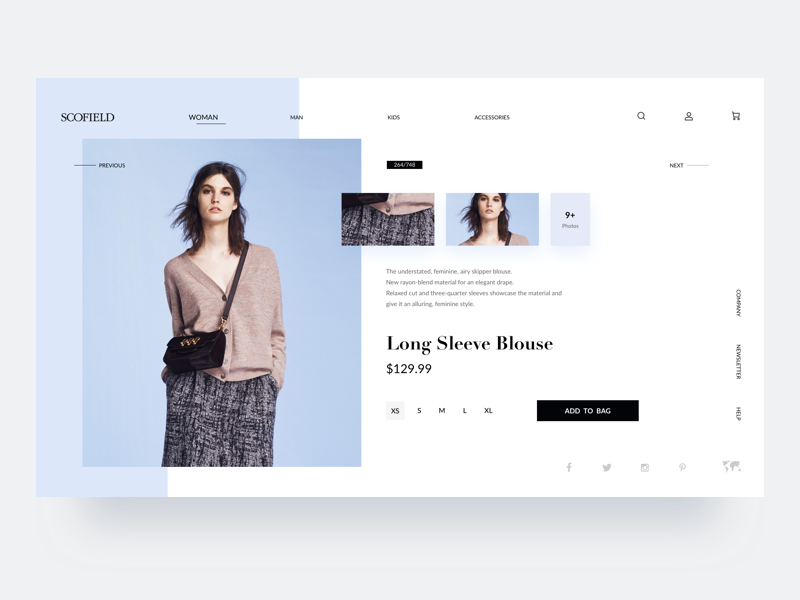 SCOFIELD
WOMAN
MAN
KIDS
ACCESSORIES
PREVIOUS
264/748
NEXT
9+
Photos
The understated, feminine, airy skipper blouse.
New rayon-blend material for an elegant drape.
Relaxed cut and three-quarter sleeves showcase the material and
give it an alluring, feminine style.
Long Sleeve Blouse
$129.99
XS
S
M
L
XL
ADD TO BAG
COMPANY
NEWSLETTER
HELP